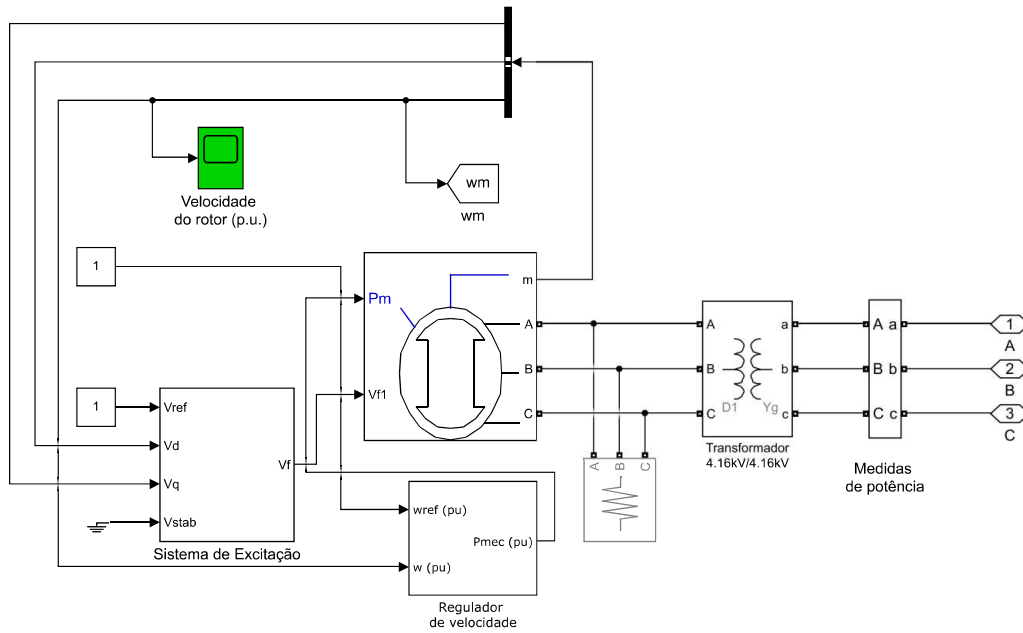 Velocidade
do rotor (p.u.)
wm
wm
1
Pm
m
A
B
C
Vf1
1
Vref
Vd
Vq
Vstab
Vf
Sistema de Excitação
wref (pu)
w (pu)
Pmec (pu)
Regulador
de velocidade
A
B
C
A
B
C
a
b
c
D1
Yg
Transformador
4.16kV/4.16kV
A a
B b
C c
Medidas
de potência
1
A
2
B
3
C